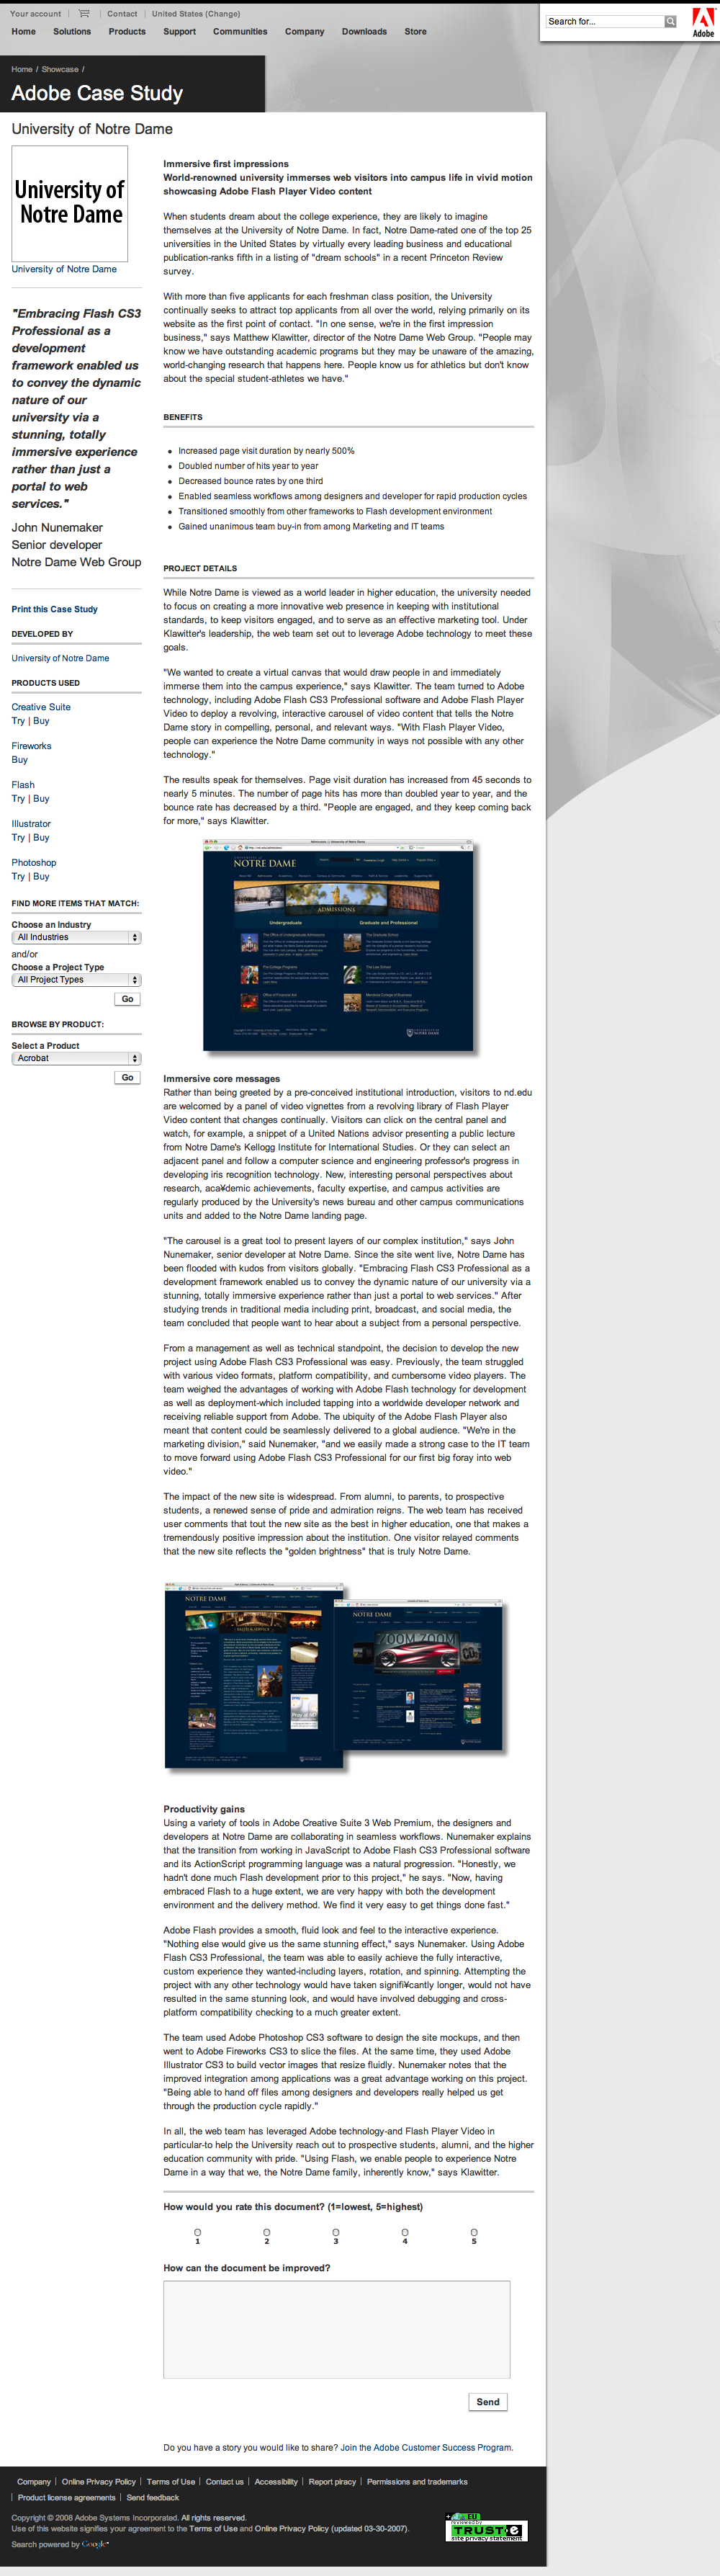 Your account | Contact | United States (Change)
Home Solutions Products Support Communities Company Downloads Store
Search for...
Adobe
Home / Showcase /
Adobe Case Study
University of Notre Dame
University of
Notre Dame
University of Notre Dame
"Embracing Flash CS3
Professional as a
development
framework enabled us
to convey the dynamic
nature of our
university via a
stunning, totally
immersive experience
rather than just a
portal to web
services."
John Nunemaker
Senior developer
Notre Dame Web Group
Print this Case Study
DEVELOPED BY
University of Notre Dame
PRODUCTS USED
Creative Suite
Try | Buy
Fireworks
Buy
Flash
Try | Buy
Illustrator
Try | Buy
Photoshop
Try | Buy
FIND MORE ITEMS THAT MATCH:
Choose an Industry
All Industries
and/or
Choose a Project Type
All Project Types
Go
BROWSE BY PRODUCT:
Select a Product
Acrobat
Go
Immersive first impressions
World-renowned university immerses web visitors into campus life in vivid motion
showcasing Adobe Flash Player Video content
When students dream about the college experience, they are likely to imagine
themselves at the University of Notre Dame. In fact, Notre Dame-rated one of the top 25
universities in the United States by virtually every leading business and educational
publication-ranks fifth in a listing of "dream schools" in a recent Princeton Review
survey.
With more than five applicants for each freshman class position, the University
continually seeks to attract top applicants from all over the world, relying primarily on its
website as the first point of contact. "In one sense, we're in the first impression
business," says Matthew Klawitter, director of the Notre Dame Web Group. "People may
know we have outstanding academic programs but they may be unaware of the amazing,
world-changing research that happens here. People know us for athletics but don't know
about the special student-athletes we have."
BENEFITS
Increased page visit duration by nearly 500%
Doubled number of hits year to year
Decreased bounce rates by one third
Enabled seamless workflows among designers and developer for rapid production cycles
Transitioned smoothly from other frameworks to Flash development environment
Gained unanimous team buy-in from among Marketing and IT teams
PROJECT DETAILS
While Notre Dame is viewed as a world leader in higher education, the university needed
to focus on creating a more innovative web presence in keeping with institutional
standards, to keep visitors engaged, and to serve as an effective marketing tool. Under
Klawitter's leadership, the web team set out to leverage Adobe technology to meet these
goals.
"We wanted to create a virtual canvas that would draw people in and immediately
immerse them into the campus experience," says Klawitter. The team turned to Adobe
technology, including Adobe Flash CS3 Professional software and Adobe Flash Player
Video to deploy a revolving, interactive carousel of video content that tells the Notre
Dame story in compelling, personal, and relevant ways. "With Flash Player Video,
people can experience the Notre Dame community in ways not possible with any other
technology."
The results speak for themselves. Page visit duration has increased from 45 seconds to
nearly 5 minutes. The number of page hits has more than doubled year to year, and the
bounce rate has decreased by a third. "People are engaged, and they keep coming back
for more," says Klawitter.
NOTRE DAME
ADMISSIONS
Undergraduate Graduate and Professional
Immersive core messages
Rather than being greeted by a pre-conceived institutional introduction, visitors to nd.edu
are welcomed by a panel of video vignettes from a revolving library of Flash Player
Video content that changes continually. Visitors can click on the central panel and
watch, for example, a snippet of a United Nations advisor presenting a public lecture
from Notre Dame's Kellogg Institute for International Studies. Or they can select an
adjacent panel and follow a computer science and engineering professor's progress in
developing iris recognition technology. New, interesting personal perspectives about
research, aca¥demic achievements, faculty expertise, and campus activities are
regularly produced by the University's news bureau and other campus communications
units and added to the Notre Dame landing page.
"The carousel is a great tool to present layers of our complex institution," says John
Nunemaker, senior developer at Notre Dame. Since the site went live, Notre Dame has
been flooded with kudos from visitors globally. "Embracing Flash CS3 Professional as a
development framework enabled us to convey the dynamic nature of our university via a
stunning, totally immersive experience rather than just a portal to web services." After
studying trends in traditional media including print, broadcast, and social media, the
team concluded that people want to hear about a subject from a personal perspective.
From a management as well as technical standpoint, the decision to develop the new
project using Adobe Flash CS3 Professional was easy. Previously, the team struggled
with various video formats, platform compatibility, and cumbersome video players. The
team weighed the advantages of working with Adobe Flash technology for development
as well as deployment-which included tapping into a worldwide developer network and
receiving reliable support from Adobe. The ubiquity of the Adobe Flash Player also
meant that content could be seamlessly delivered to a global audience. "We're in the
marketing division," said Nunemaker, "and we easily made a strong case to the IT team
to move forward using Adobe Flash CS3 Professional for our first big foray into web
video."
The impact of the new site is widespread. From alumni, to parents, to prospective
students, a renewed sense of pride and admiration reigns. The web team has received
user comments that tout the new site as the best in higher education, one that makes a
tremendously positive impression about the institution. One visitor relayed comments
that the new site reflects the "golden brightness" that is truly Notre Dame.
NOTRE DAME
NOTRE DAME
ZOOM ZOOM
Productivity gains
Using a variety of tools in Adobe Creative Suite 3 Web Premium, the designers and
developers at Notre Dame are collaborating in seamless workflows. Nunemaker explains
that the transition from working in JavaScript to Adobe Flash CS3 Professional software
and its ActionScript programming language was a natural progression. "Honestly, we
hadn't done much Flash development prior to this project," he says. "Now, having
embraced Flash to a huge extent, we are very happy with both the development
environment and the delivery method. We find it very easy to get things done fast."
Adobe Flash provides a smooth, fluid look and feel to the interactive experience.
"Nothing else would give us the same stunning effect," says Nunemaker. Using Adobe
Flash CS3 Professional, the team was able to easily achieve the fully interactive,
custom experience they wanted-including layers, rotation, and spinning. Attempting the
project with any other technology would have taken signifi¥cantly longer, would not have
resulted in the same stunning look, and would have involved debugging and cross-
platform compatibility checking to a much greater extent.
The team used Adobe Photoshop CS3 software to design the site mockups, and then
went to Adobe Fireworks CS3 to slice the files. At the same time, they used Adobe
Illustrator CS3 to build vector images that resize fluidly. Nunemaker notes that the
improved integration among applications was a great advantage working on this project.
"Being able to hand off files among designers and developers really helped us get
through the production cycle rapidly."
In all, the web team has leveraged Adobe technology-and Flash Player Video in
particular-to help the University reach out to prospective students, alumni, and the higher
education community with pride. "Using Flash, we enable people to experience Notre
Dame in a way that we, the Notre Dame family, inherently know," says Klawitter.
How would you rate this document? (1=lowest, 5=highest)
1 2 3 4 5
How can the document be improved?
Send
Do you have a story you would like to share? Join the Adobe Customer Success Program.
Company | Online Privacy Policy | Terms of Use | Contact us | Accessibility | Report piracy | Permissions and trademarks
| Product license agreements | Send feedback
Copyright © 2008 Adobe Systems Incorporated. All rights reserved.
Use of this website signifies your agreement to the Terms of Use and Online Privacy Policy (updated 03-30-2007).
Search powered by Google
EU
reviewed by
TRUSTe
site privacy statement